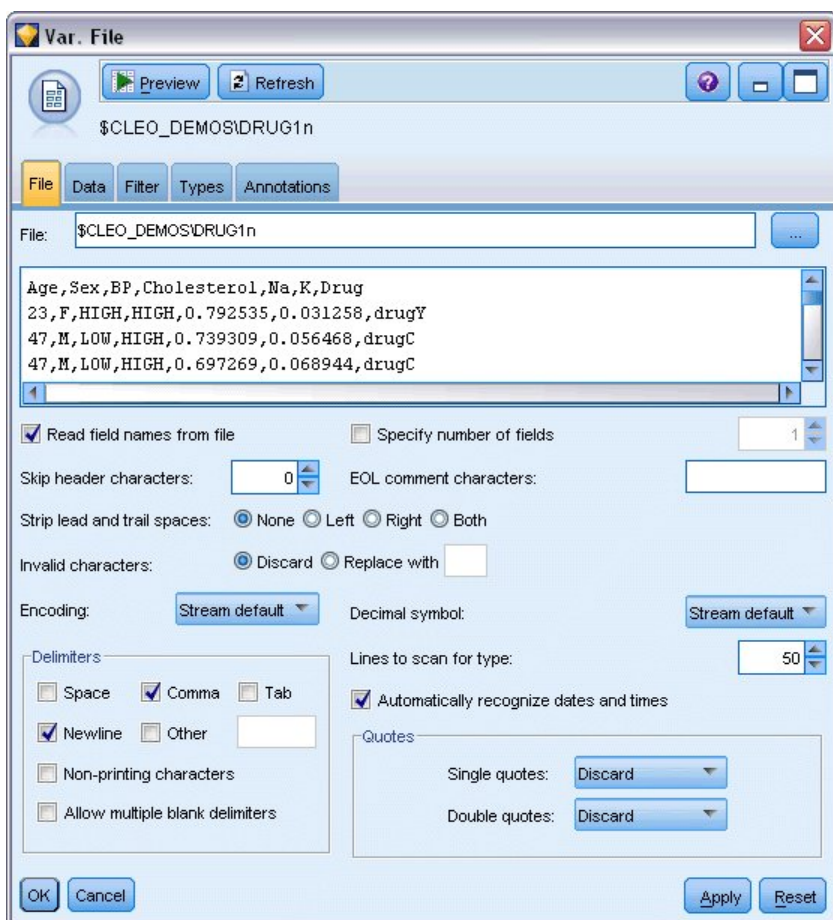 Var. File
Preview Refresh
$CLEO_DEMOS\DRUG1n
File Data Filter Types Annotations
File: $CLEO_DEMOS\DRUG1n ...
Age,Sex,BP,Cholesterol,Na,K,Drug
23,F,HIGH,HIGH,0.792535,0.031258,drugY
47,M,LOW,HIGH,0.739309,0.056468,drugC
47,M,LOW,HIGH,0.697269,0.068944,drugC
Read field names from file Specify number of fields 1
Skip header characters: 0 EOL comment characters:
Strip lead and trail spaces: None Left Right Both
Invalid characters: Discard Replace with
Encoding: Stream default Decimal symbol: Stream default
Delimiters Lines to scan for type: 50
Space Comma Tab Automatically recognize dates and times
Newline Other Quotes
Non-printing characters Single quotes: Discard
Allow multiple blank delimiters Double quotes: Discard
OK Cancel Apply Reset